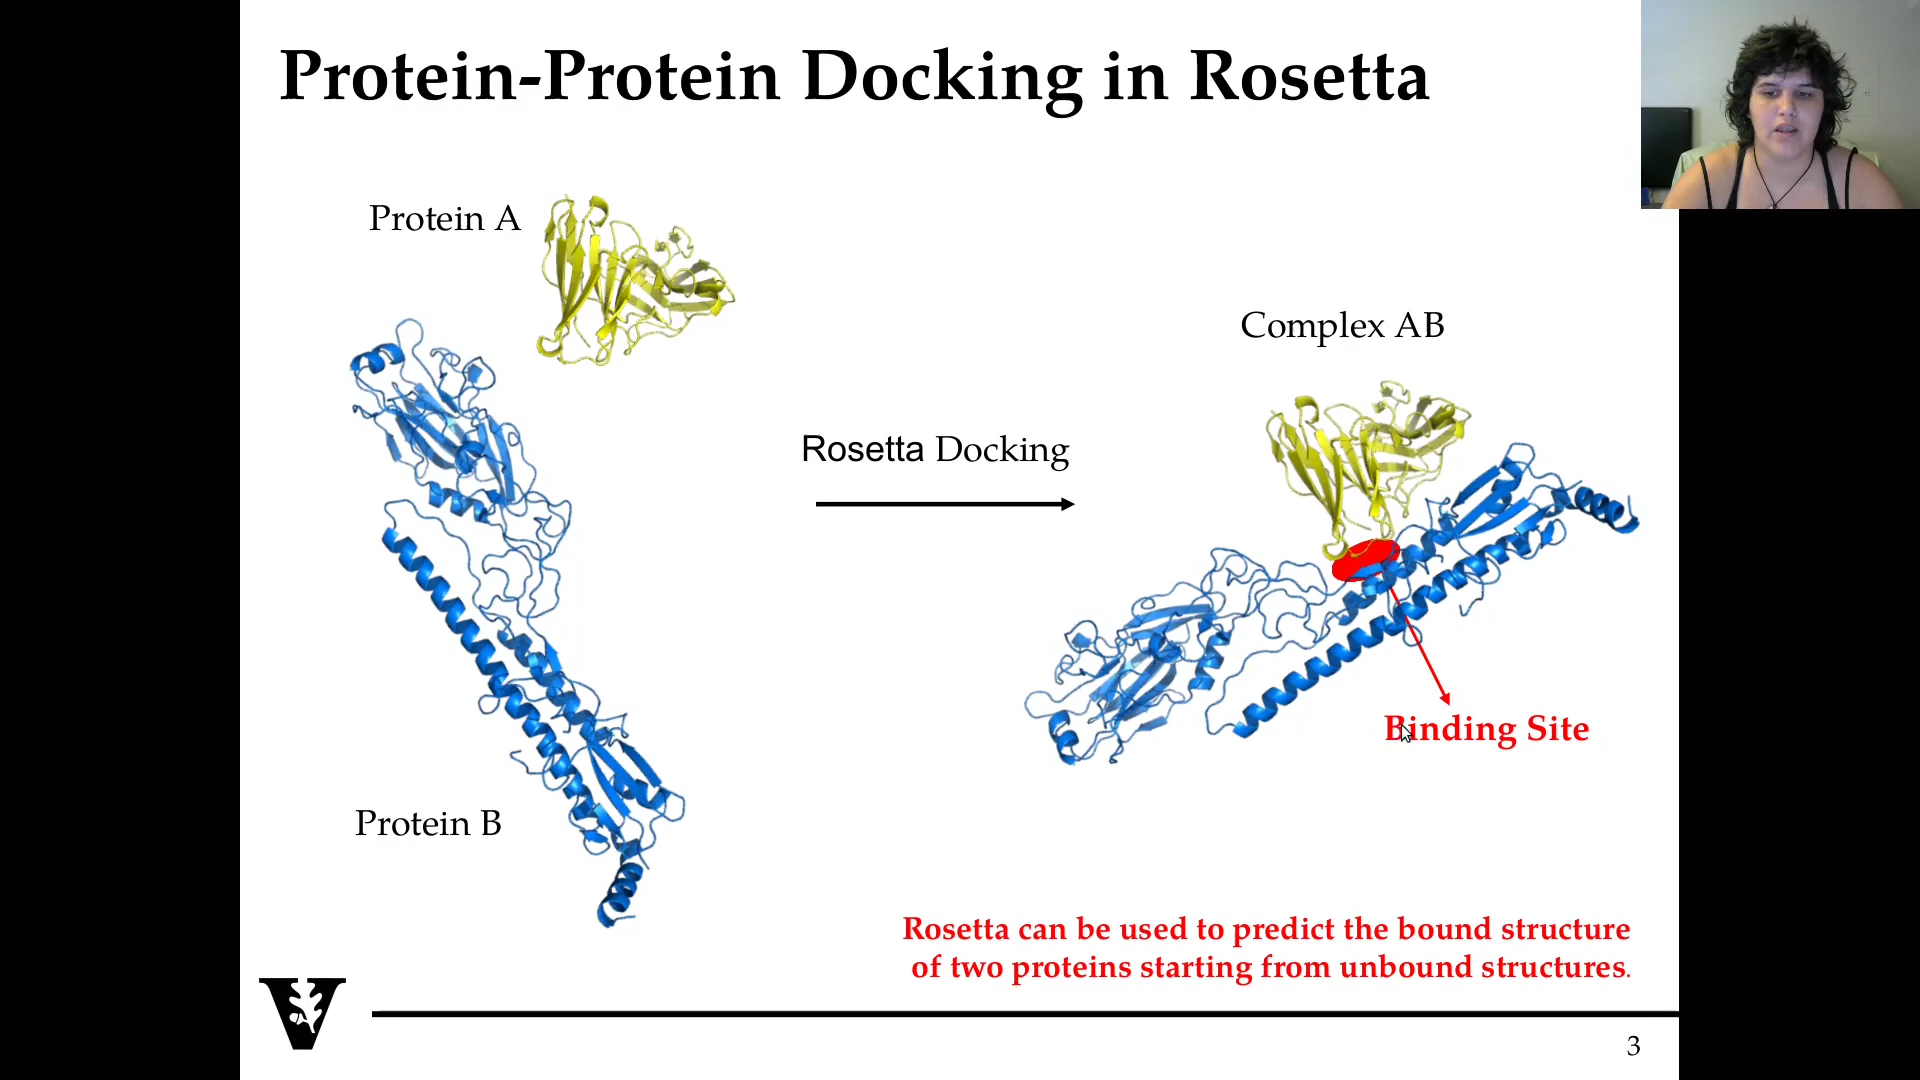 Protein-Protein Docking in Rosetta
Protein A
Complex AB
Rosetta Docking
Binding Site
Protein B
Rosetta can be used to predict the bound structure
of two proteins starting from unbound structures.
V
3